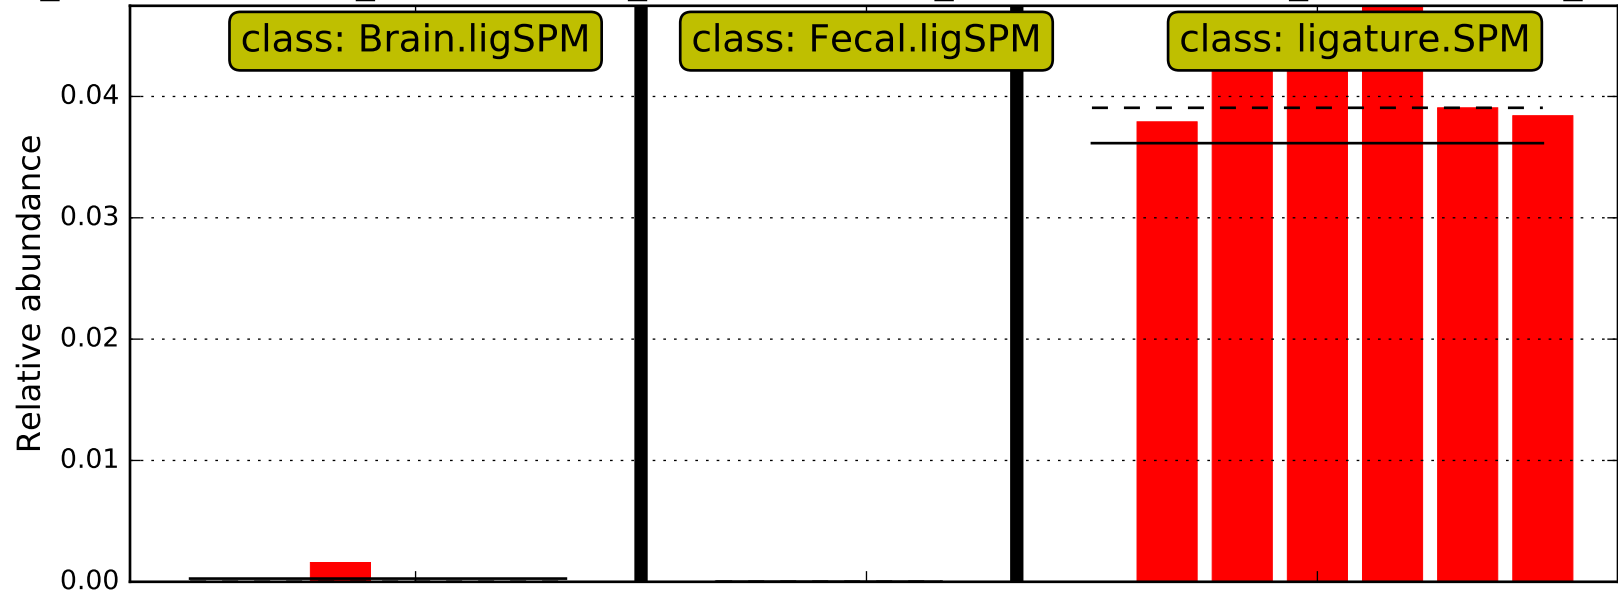 class: Brain.ligSPM
class: Fecal.ligSPM
class: ligature.SPM
Relative abundance
0.04
0.03
0.02
0.01
0.00